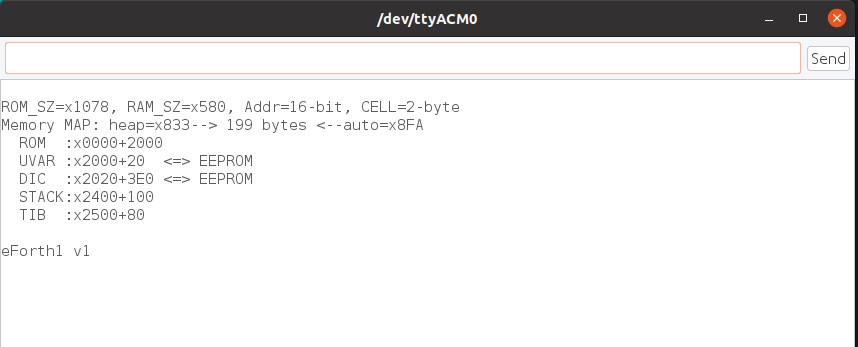 /dev/ttyACM0
Send
ROM_SZ=x1078, RAM_SZ=x580, Addr=16-bit, CELL=2-byte
Memory MAP: heap=x833--> 199 bytes <--auto=x8FA
  ROM  :x0000+2000
  UVAR :x2000+20  <=> EEPROM
  DIC  :x2020+3E0 <=> EEPROM
  STACK:x2400+100
  TIB  :x2500+80
eForth1 v1